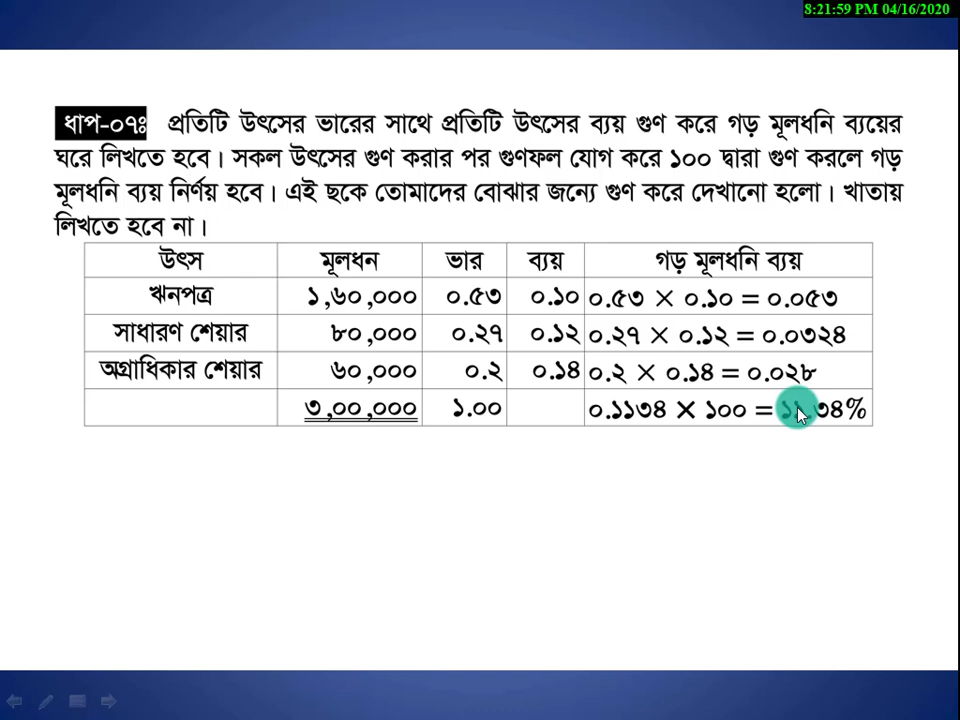 8:21:59 PM 04/16/2020
ধাপ-০৭ঃ প্রতিটি উৎসের ভারের সাথে প্রতিটি উৎসের ব্যয় গুণ করে গড় মূলধনি ব্যয়ের
ঘরে লিখতে হবে। সকল উৎসের গুণ করার পর গুণফল যোগ করে ১০০ দ্বারা গুণ করলে গড়
মূলধনি ব্যয় নির্ণয় হবে। এই ছকে তোমাদের বোঝার জন্যে গুণ করে দেখানো হলো। খাতায়
লিখতে হবে না।
উৎস মূলধন ভার ব্যয় গড় মূলধনি ব্যয়
ঋনপত্র ১,৬০,০০০ ০.৫৩ ০.১০ ০.৫৩ × ০.১০ = ০.০৫৩
সাধারণ শেয়ার ৮০,০০০ ০.২৭ ০.১২ ০.২৭ × ০.১২ = ০.০৩২৪
অগ্রাধিকার শেয়ার ৬০,০০০ ০.২ ০.১৪ ০.২ × ০.১৪ = ০.০২৮
৩,০০,০০০ ১.০০ ০.১১৩৪ × ১০০ = ১১.৩৪%